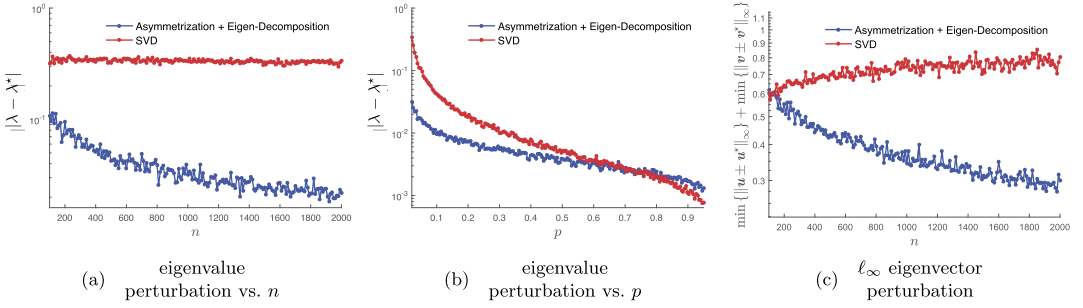 10^0
10^{-1}
||λ − λ^⋆|
Asymmetrization + Eigen-Decomposition
SVD
200 400 600 800 1000 1200 1400 1600 1800 2000
n
(a) eigenvalue
perturbation vs. n
10^0
10^{-1}
10^{-2}
10^{-3}
||λ − λ^⋆|
Asymmetrization + Eigen-Decomposition
SVD
0.1 0.2 0.3 0.4 0.5 0.6 0.7 0.8 0.9
p
(b) eigenvalue
perturbation vs. p
1.1
1
0.9
0.8
0.7
0.6
0.5
0.4
0.3
min {‖u ± u^⋆‖_∞} + min {‖v ± v^⋆‖_∞}
Asymmetrization + Eigen-Decomposition
SVD
200 400 600 800 1000 1200 1400 1600 1800 2000
n
(c) ℓ_∞ eigenvector
perturbation